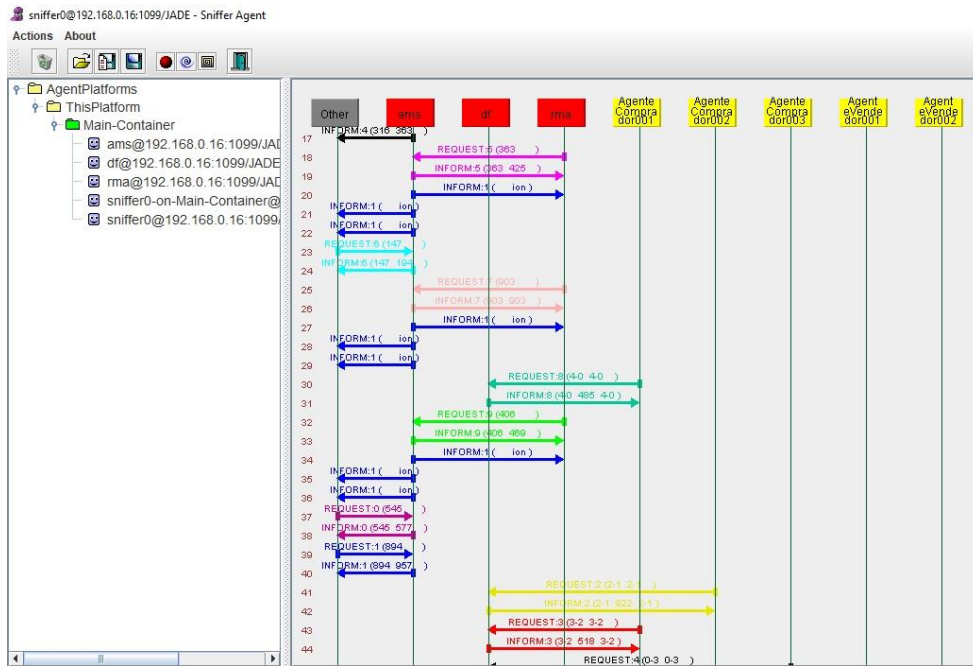 sniffer0@192.168.0.16:1099/JADE - Sniffer Agent
Actions About
AgentPlatforms
ThisPlatform
Main-Container
ams@192.168.0.16:1099/JAD
df@192.168.0.16:1099/JADE
rma@192.168.0.16:1099/JAD
sniffer0-on-Main-Container@
sniffer0@192.168.0.16:1099/
Other ams df rma Agente Compra dor001 Agente Compra dor002 Agente Compra dor003 Agent eVende dor001 Agent eVende dor002
17 INFORM:4 (316 363 )
18 REQUEST:5 (363 )
19 INFORM:5 (363 425 )
20 INFORM:1 ( ion )
21 INFORM:1 ( ion )
22 INFORM:1 ( ion )
23 REQUEST:6 (147 )
24 INFORM:6 (147 194 )
25 REQUEST:7 (903 )
26 INFORM:7 (903 903 )
27 INFORM:1 ( ion )
28 INFORM:1 ( ion )
29 INFORM:1 ( ion )
30 REQUEST:8 (4-0 4-0 )
31 INFORM:8 (4-0 485 4-0 )
32 REQUEST:9 (406 )
33 INFORM:9 (406 469 )
34 INFORM:1 ( ion )
35 INFORM:1 ( ion )
36 INFORM:1 ( ion )
37 REQUEST:0 (545 )
38 INFORM:0 (545 577 )
39 REQUEST:1 (894 )
40 INFORM:1 (894 957 )
41 REQUEST:2 (2-1 2-1 )
42 INFORM:2 (2-1 922 2-1 )
43 REQUEST:3 (3-2 3-2 )
44 INFORM:3 (3-2 518 3-2 )
REQUEST:4 (0-3 0-3 )